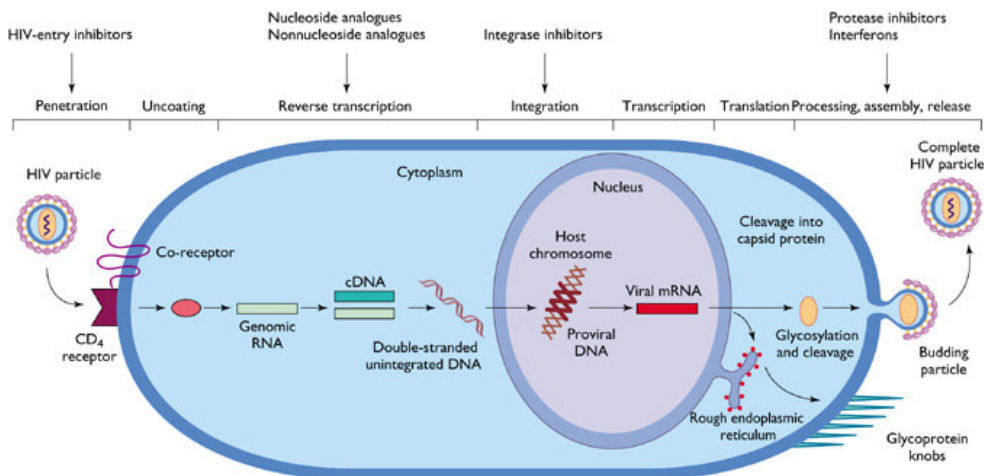 HIV-entry inhibitors
Nucleoside analogues
Nonnucleoside analogues
Integrase inhibitors
Protease inhibitors
Interferons
Penetration
Uncoating
Reverse transcription
Integration
Transcription
Translation
Processing, assembly, release
HIV particle
Co-receptor
CD4
receptor
Cytoplasm
Genomic
RNA
cDNA
Double-stranded
unintegrated DNA
Nucleus
Host
chromosome
Proviral
DNA
Viral mRNA
Cleavage into
capsid protein
Glycosylation
and cleavage
Rough endoplasmic
reticulum
Complete
HIV particle
Budding
particle
Glycoprotein
knobs